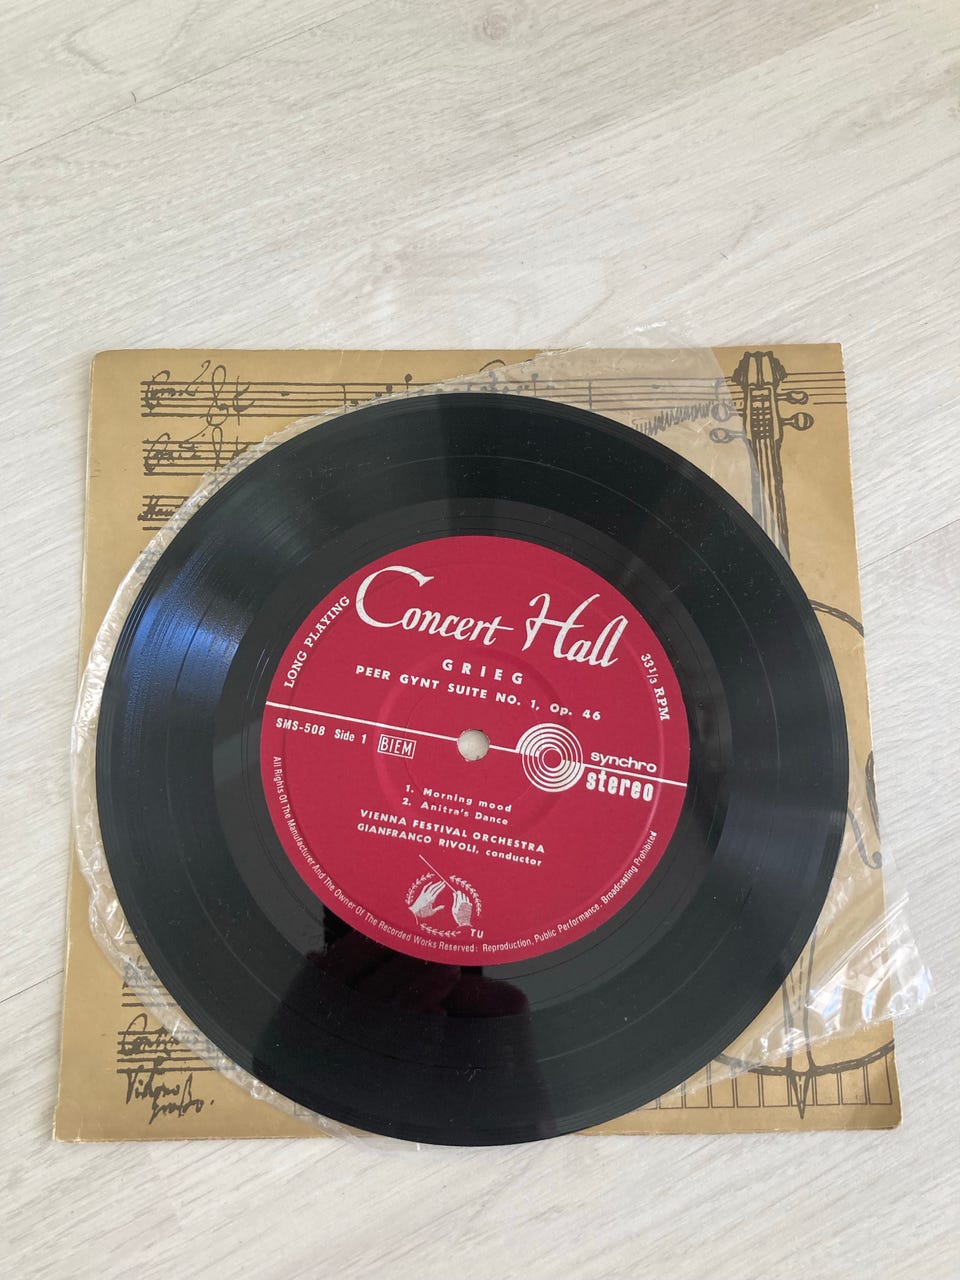 Concert Hall
LONG PLAYING
33 1/3 RPM
GRIEG
PEER GYNT SUITE NO. 1, Op. 46
SMS-508 Side 1 BIEM
synchro
stereo
1. Morning mood
2. Anitra's Dance
VIENNA FESTIVAL ORCHESTRA
GIANFRANCO RIVOLI, conductor
TU
All Rights Of The Manufacturer And The Owner Of The Recorded Works Reserved: Reproduction, Public Performance, Broadcasting Prohibited